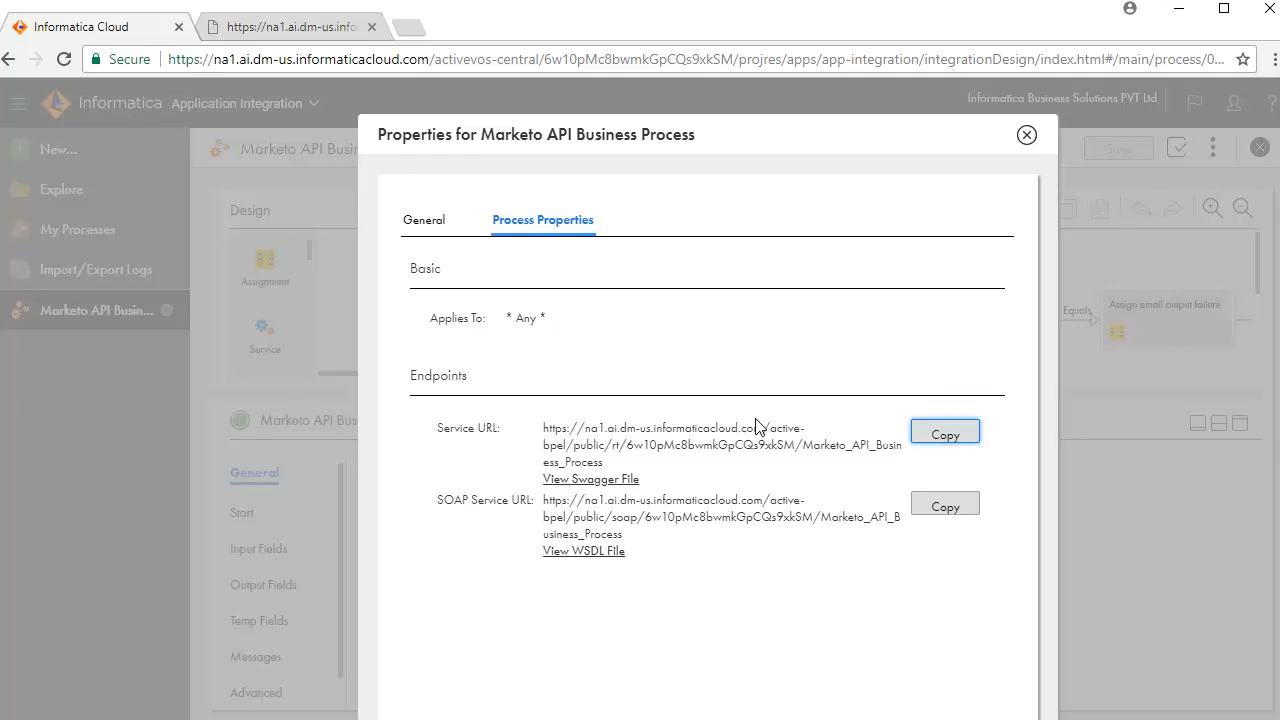 Informatica Cloud
https://na1.ai.dm-us.info
Secure
https://na1.ai.dm-us.informaticacloud.com/activevos-central/6w10pMc8bwmkGpCQs9xkSM/projres/apps/app-integration/integrationDesign/index.html#/main/process/0...
Informatica Application Integration
Informatica Business Solutions PVT Ltd
New...
Explore
My Processes
Import/Export Logs
Marketo API Busin...
Marketo API Busi
Save
Design
Assignment
Service
Equals
Assign email output failure
Marketo API Bus
General
Start
Input Fields
Output Fields
Temp Fields
Messages
Advanced
Properties for Marketo API Business Process
General
Process Properties
Basic
Applies To: * Any *
Endpoints
Service URL: https://na1.ai.dm-us.informaticacloud.com/active-
bpel/public/rt/6w10pMc8bwmkGpCQs9xkSM/Marketo_API_Busin
ess_Process
Copy
View Swagger File
SOAP Service URL: https://na1.ai.dm-us.informaticacloud.com/active-
bpel/public/soap/6w10pMc8bwmkGpCQs9xkSM/Marketo_API_B
usiness_Process
Copy
View WSDL File